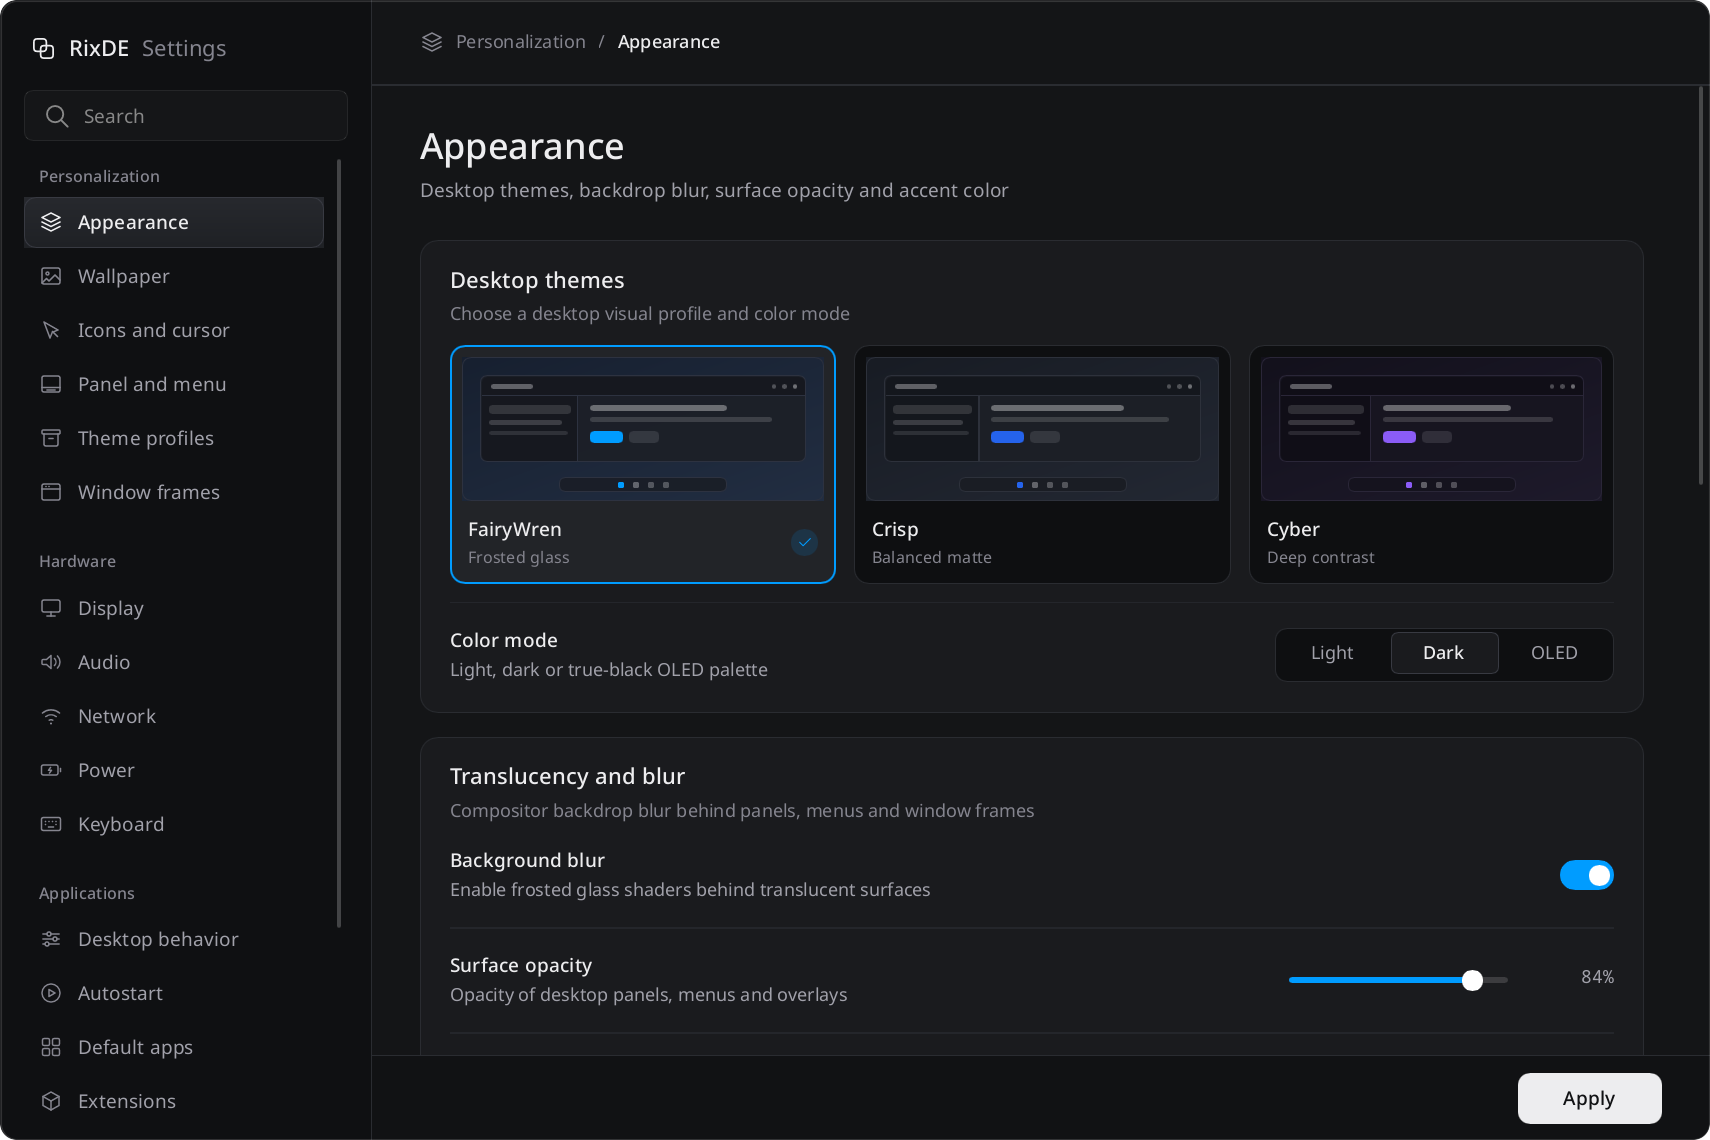 RixDE Settings
Search
Personalization
Appearance
Wallpaper
Icons and cursor
Panel and menu
Theme profiles
Window frames
Hardware
Display
Audio
Network
Power
Keyboard
Applications
Desktop behavior
Autostart
Default apps
Extensions
Personalization / Appearance
Appearance
Desktop themes, backdrop blur, surface opacity and accent color
Desktop themes
Choose a desktop visual profile and color mode
FairyWren
Frosted glass
Crisp
Balanced matte
Cyber
Deep contrast
Color mode
Light, dark or true-black OLED palette
Light Dark OLED
Translucency and blur
Compositor backdrop blur behind panels, menus and window frames
Background blur
Enable frosted glass shaders behind translucent surfaces
Surface opacity
Opacity of desktop panels, menus and overlays
84%
Apply